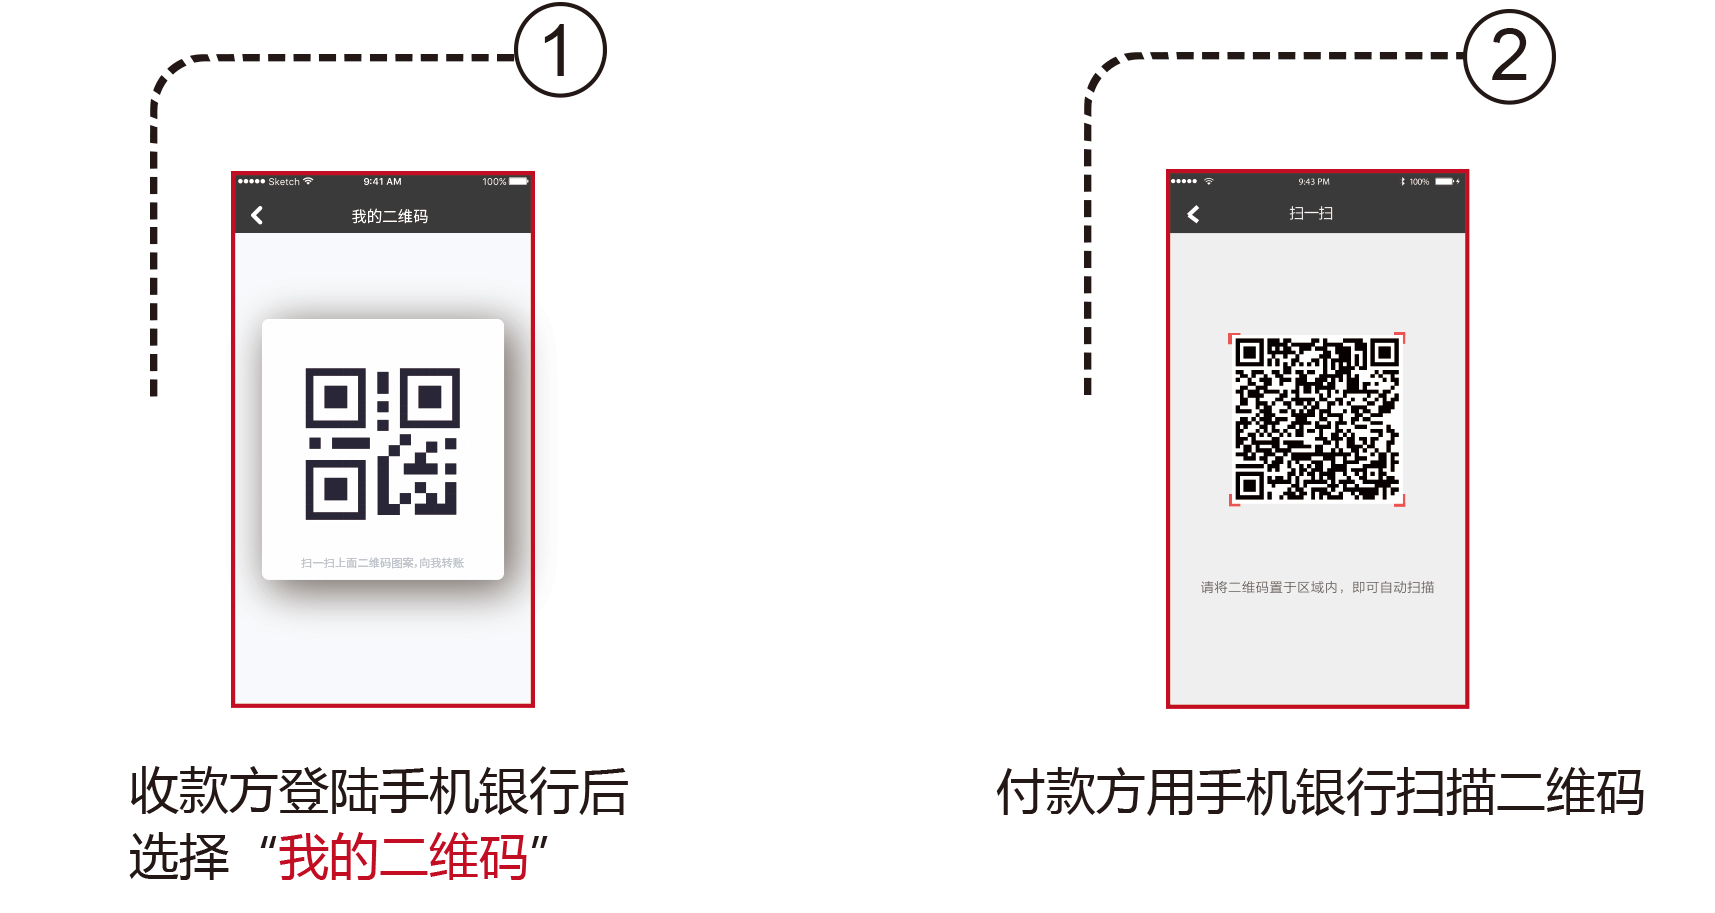 1
2
Sketch 9:41 AM 100%
我的二维码
扫一扫上面二维码图案，向我转账
9:43 PM 100%
扫一扫
请将二维码置于区域内，即可自动扫描
收款方登陆手机银行后
选择“我的二维码”
付款方用手机银行扫描二维码